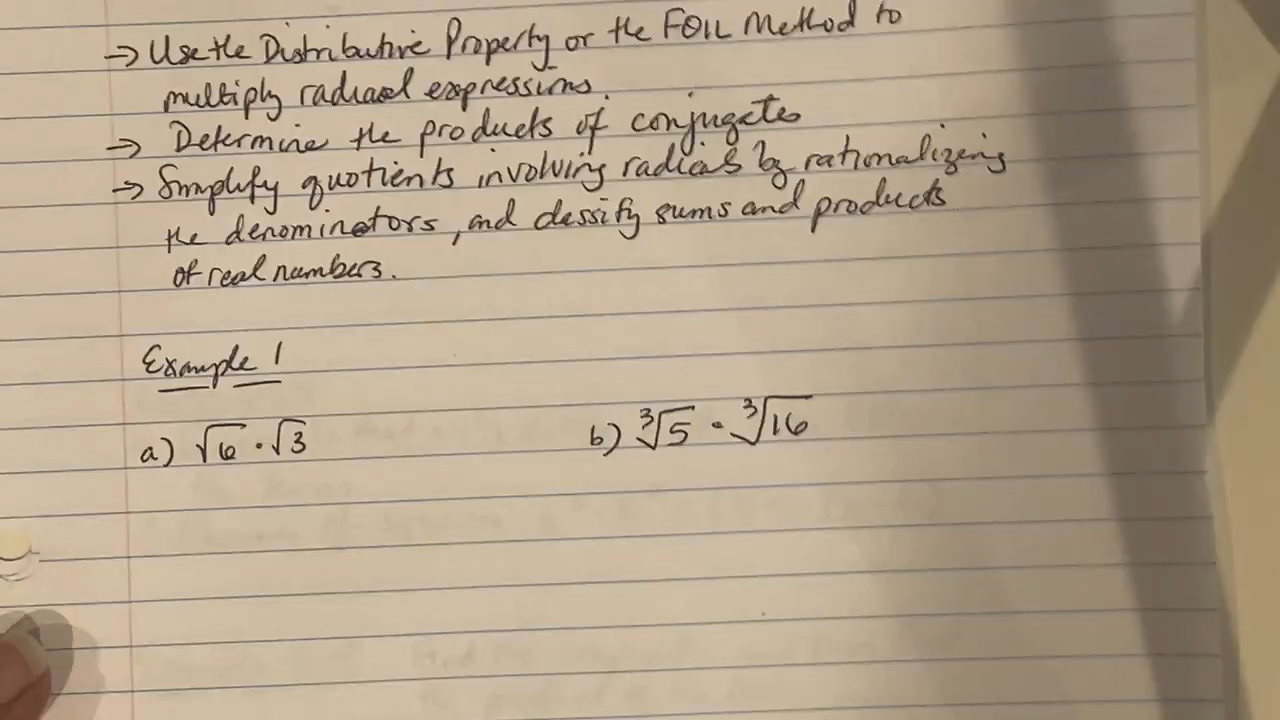 → Use the Distributive Property or the FOIL Method to
multiply radical expressions.
→ Determine the products of conjugates
→ Simplify quotients involving radicals by rationalizing
the denominators, and classify sums and products
of real numbers.
Example 1
a) √6 · √3 b) ∛5 · ∛16